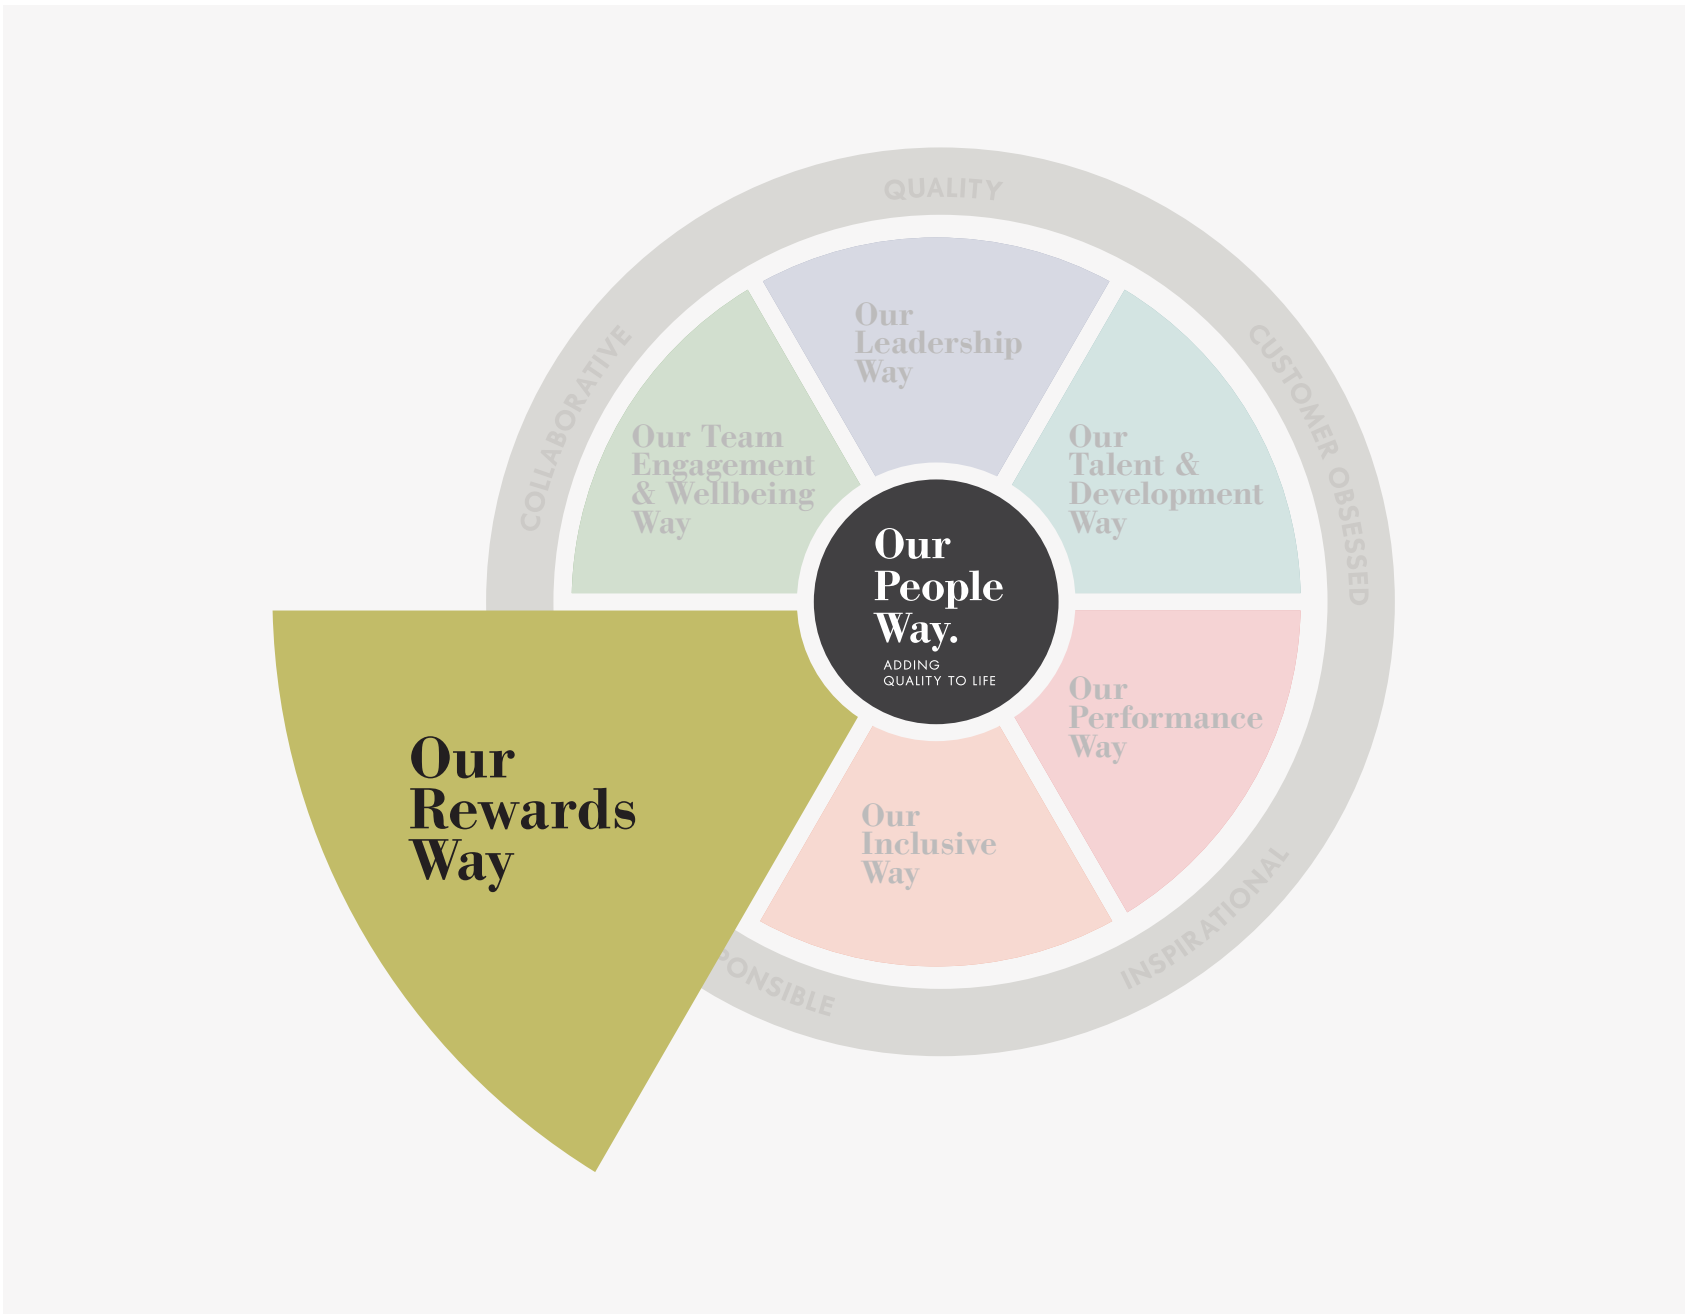 QUALITY
CUSTOMER OBSESSED
INSPIRATIONAL
PONSIBLE
COLLABORATIVE
Our
Leadership
Way
Our
Talent &
Development
Way
Our
Performance
Way
Our
Inclusive
Way
Our
Rewards
Way
Our Team
Engagement
& Wellbeing
Way
Our
People
Way.
ADDING
QUALITY TO LIFE